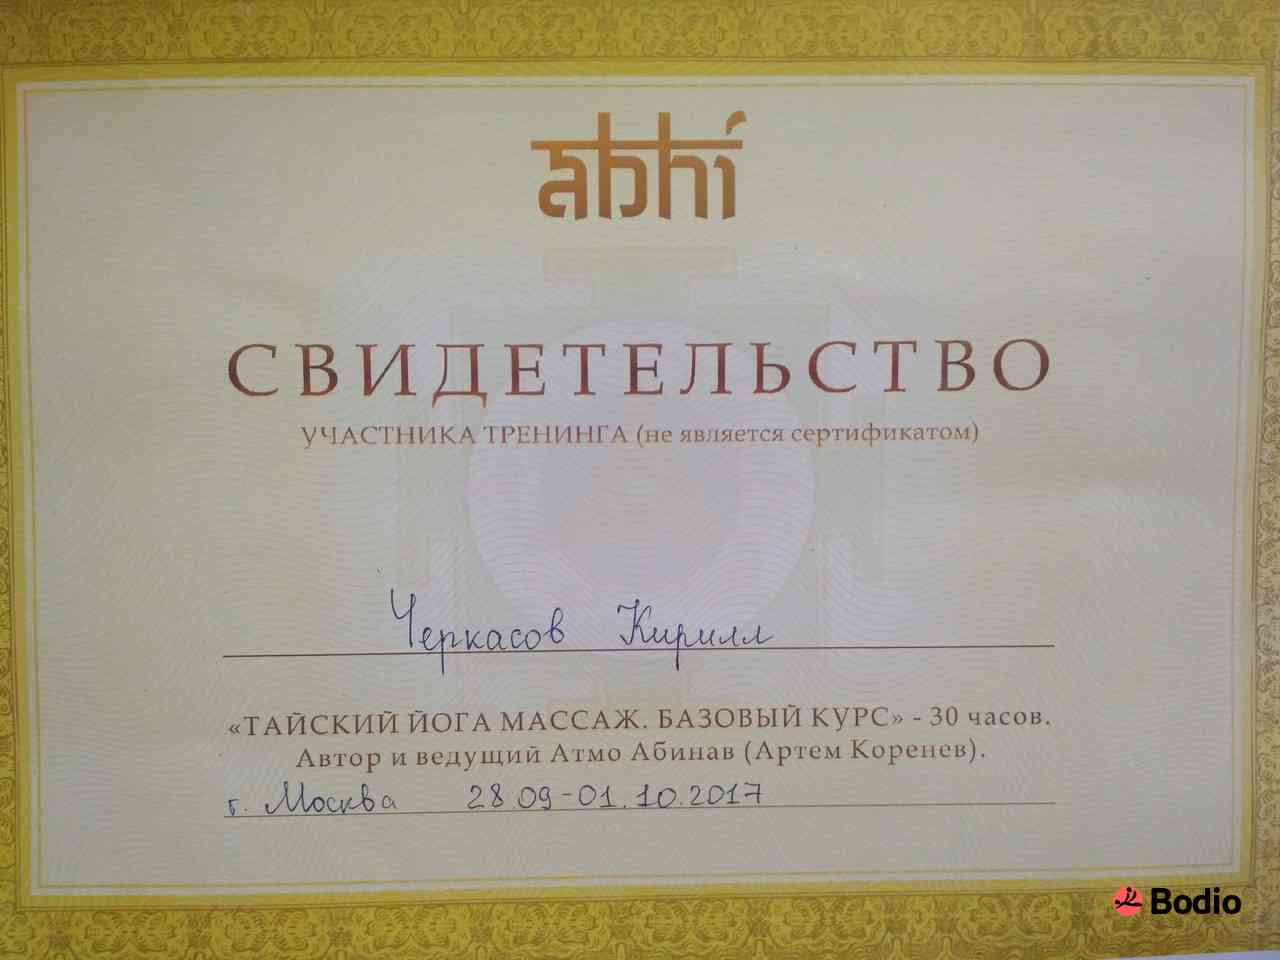 abhi
СВИДЕТЕЛЬСТВО
УЧАСТНИКА ТРЕНИНГА (не является сертификатом)
Черкасов Кирилл
«ТАЙСКИЙ ЙОГА МАССАЖ. БАЗОВЫЙ КУРС» - 30 часов.
Автор и ведущий Атмо Абинав (Артем Коренев).
г. Москва 28.09-01.10.2017
Bodio